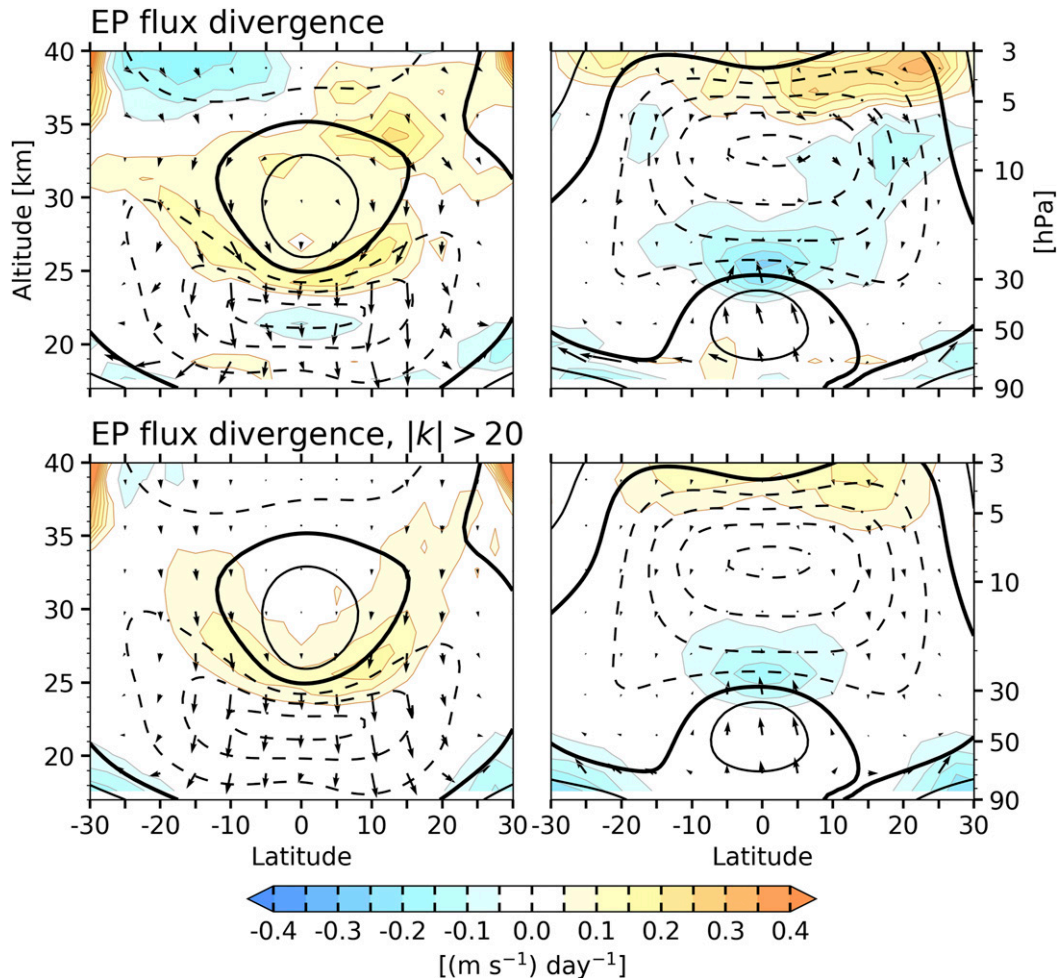 EP flux divergence
40
35
30
25
20
Altitude [km]
3
5
10
30
50
90
[hPa]
EP flux divergence, |k| > 20
40
35
30
25
20
3
5
10
30
50
90
-30 -20 -10 0 10 20 30
-30 -20 -10 0 10 20 30
Latitude
Latitude
-0.4 -0.3 -0.2 -0.1 0.0 0.1 0.2 0.3 0.4
[(m s⁻¹) day⁻¹]